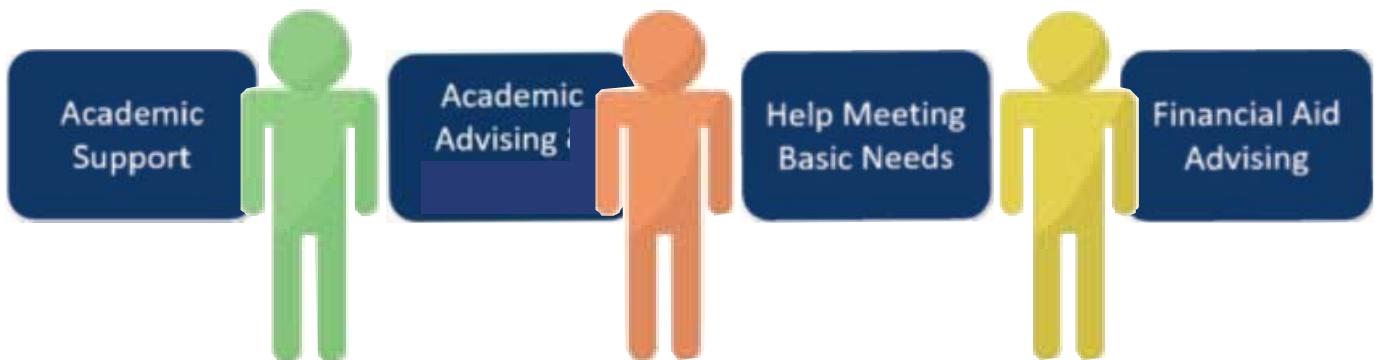 Academic
Support
Academic
Advising
Help Meeting
Basic Needs
Financial Aid
Advising